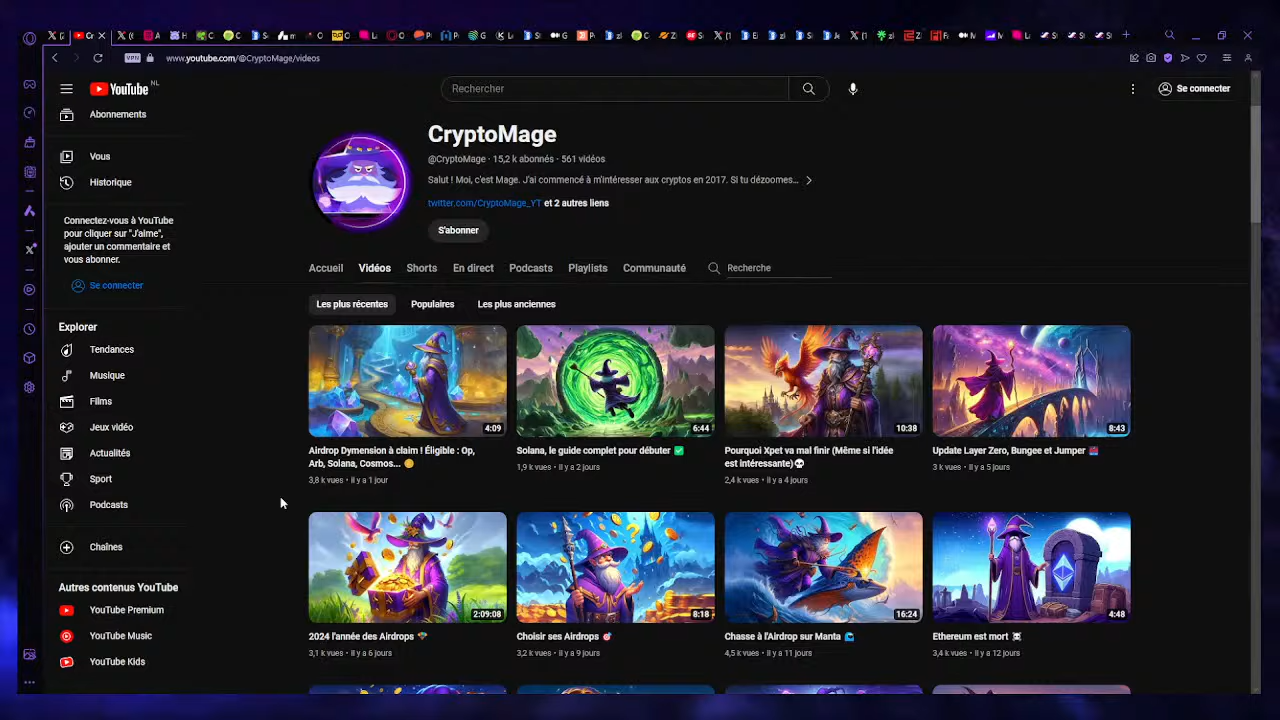 VPN
www.youtube.com/@CryptoMage/videos
YouTube NL
Rechercher
Se connecter
Abonnements
Vous
Historique
Connectez-vous à YouTube
pour cliquer sur "J'aime",
ajouter un commentaire et
vous abonner.
Se connecter
Explorer
Tendances
Musique
Films
Jeux vidéo
Actualités
Sport
Podcasts
Chaînes
Autres contenus YouTube
YouTube Premium
YouTube Music
YouTube Kids
CryptoMage
@CryptoMage · 15,2 k abonnés · 561 vidéos
Salut ! Moi, c'est Mage. J'ai commencé à m'intéresser aux cryptos en 2017. Si tu dézoomes...
twitter.com/CryptoMage_YT et 2 autres liens
S'abonner
Accueil Vidéos Shorts En direct Podcasts Playlists Communauté Recherche
Les plus récentes Populaires Les plus anciennes
4:09
Airdrop Dymension à claim ! Éligible : Op,
Arb, Solana, Cosmos...
3,8 k vues · il y a 1 jour
6:44
Solana, le guide complet pour débuter ✅
1,9 k vues · il y a 2 jours
10:38
Pourquoi Xpet va mal finir (Même si l'idée
est intéressante)
2,4 k vues · il y a 4 jours
8:43
Update Layer Zero, Bungee et Jumper
3 k vues · il y a 5 jours
2:09:08
2024 l'année des Airdrops
3,1 k vues · il y a 6 jours
8:18
Choisir ses Airdrops
3,2 k vues · il y a 9 jours
16:24
Chasse à l'Airdrop sur Manta
4,5 k vues · il y a 11 jours
4:48
Ethereum est mort
3,4 k vues · il y a 12 jours